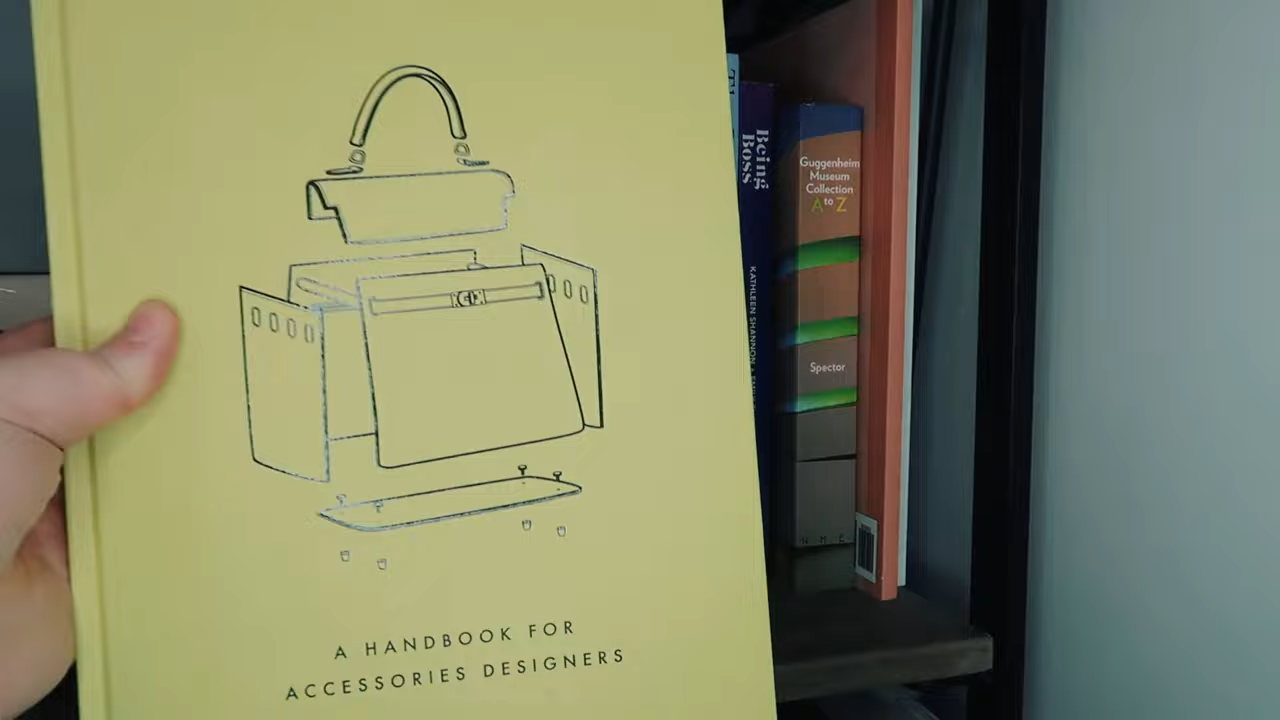 A HANDBOOK FOR
ACCESSORIES DESIGNERS
Being
Boss
KATHLEEN SHANNON
Guggenheim
Museum
Collection
A to Z
Spector